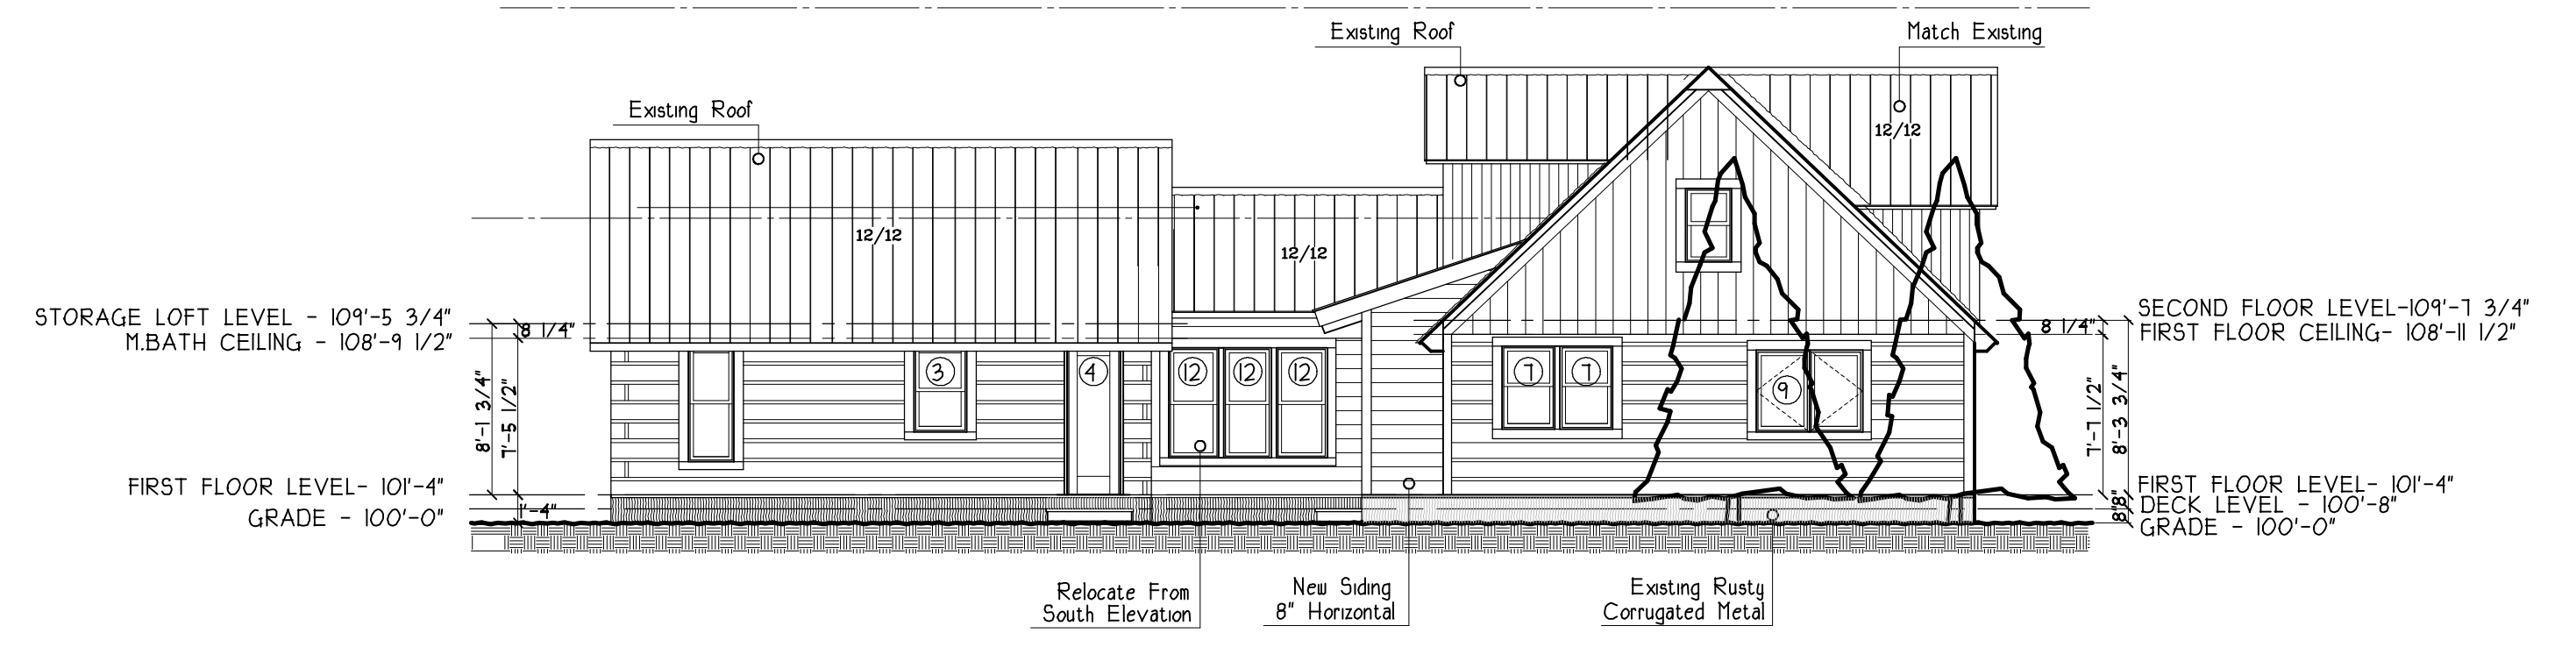 Existing Roof
Match Existing
Existing Roof
12/12
12/12
12/12
STORAGE LOFT LEVEL - 109'-5 3/4"
8 1/4"
M.BATH CEILING - 108'-9 1/2"
SECOND FLOOR LEVEL-109'-7 3/4"
8 1/4"
FIRST FLOOR CEILING- 108'-11 1/2"
3
4
12
12
12
7
7
9
8'-1 3/4"
7'-5 1/2"
7'-7 1/2"
8'-3 3/4"
FIRST FLOOR LEVEL- 101'-4"
1'-4"
GRADE - 100'-0"
FIRST FLOOR LEVEL- 101'-4"
8"
DECK LEVEL - 100'-8"
8"
GRADE - 100'-0"
Relocate From
South Elevation
New Siding
8" Horizontal
Existing Rusty
Corrugated Metal